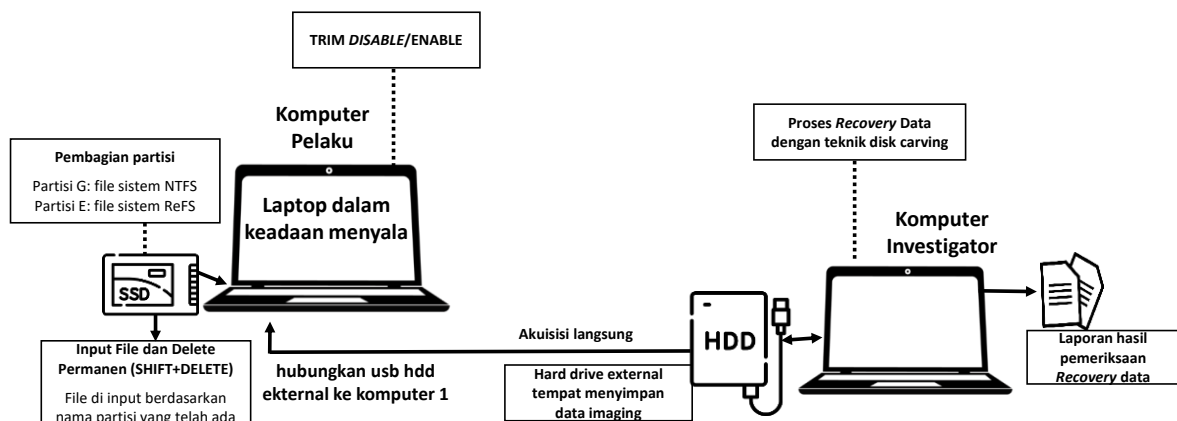 TRIM DISABLE/ENABLE
Komputer
Pelaku
Pembagian partisi
Partisi G: file sistem NTFS
Partisi E: file sistem ReFS
Laptop dalam
keadaan menyala
SSD
Input File dan Delete
Permanen (SHIFT+DELETE)
File di input berdasarkan
nama partisi yang telah ada
hubungkan usb hdd
ekternal ke komputer 1
Akuisisi langsung
HDD
Hard drive external
tempat menyimpan
data imaging
Proses Recovery Data
dengan teknik disk carving
Komputer
Investigator
Laporan hasil
pemeriksaan
Recovery data